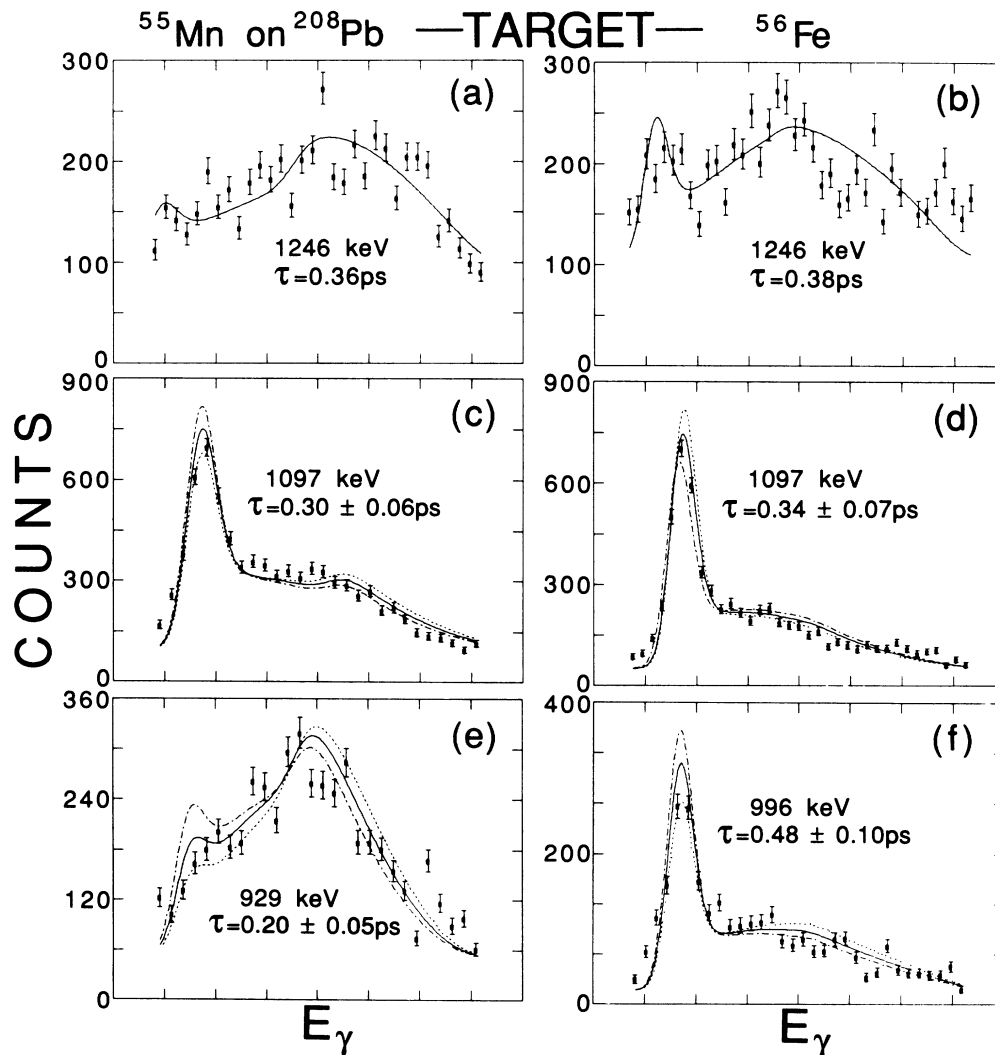 ⁵⁵Mn on ²⁰⁸Pb —TARGET— ⁵⁶Fe
300
200
100
0
(a)
1246 keV
τ=0.36ps
300
200
100
0
(b)
1246 keV
τ=0.38ps
COUNTS
900
600
300
0
(c)
1097 keV
τ=0.30 ± 0.06ps
900
600
300
0
(d)
1097 keV
τ=0.34 ± 0.07ps
360
240
120
0
(e)
929 keV
τ=0.20 ± 0.05ps
400
200
0
(f)
996 keV
τ=0.48 ± 0.10ps
Eγ
Eγ